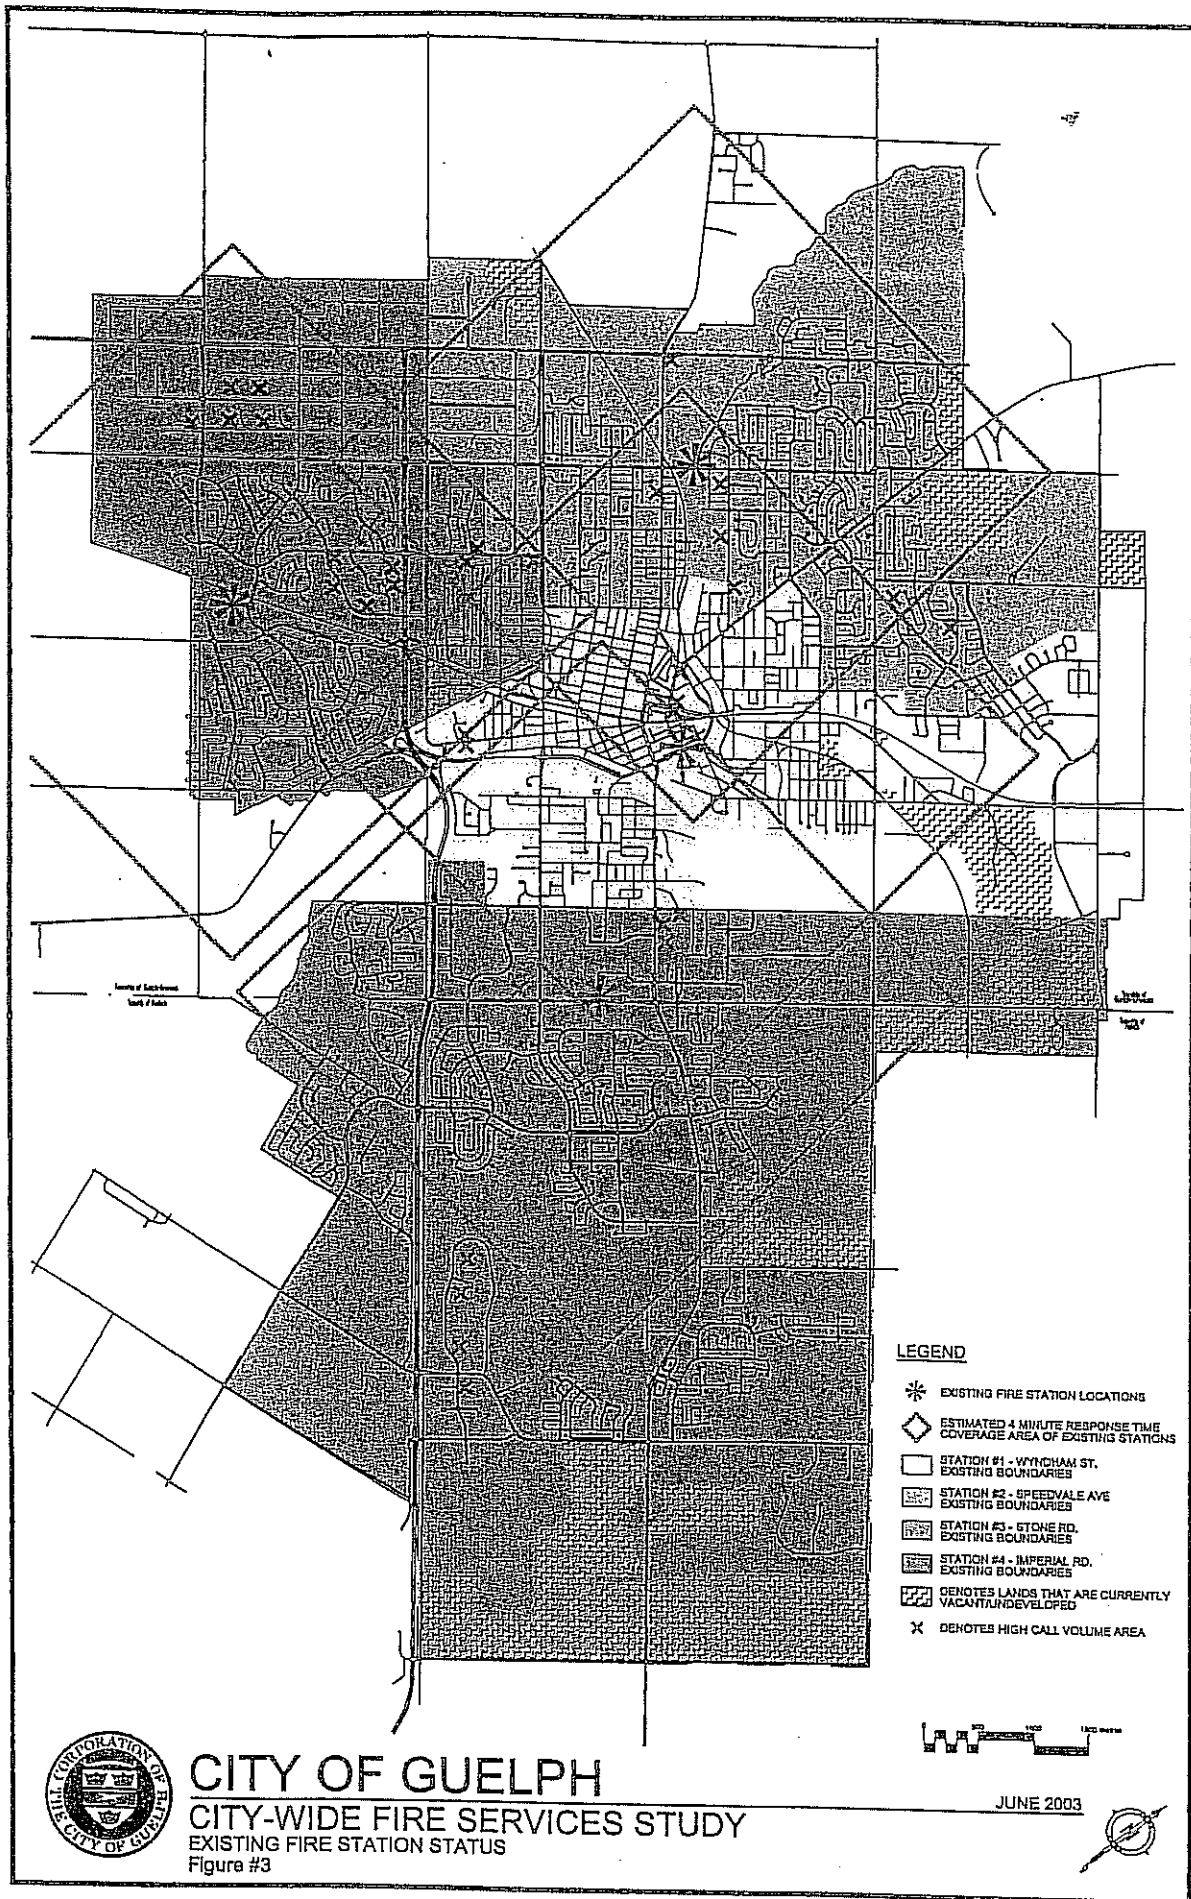 LEGEND
EXISTING FIRE STATION LOCATIONS
ESTIMATED 4 MINUTE RESPONSE TIME
COVERAGE AREA OF EXISTING STATIONS
STATION #1 - WYNDHAM ST.
EXISTING BOUNDARIES
STATION #2 - SPEEDVALE AVE
EXISTING BOUNDARIES
STATION #3 - STONE RD.
EXISTING BOUNDARIES
STATION #4 - IMPERIAL RD.
EXISTING BOUNDARIES
DENOTES LANDS THAT ARE CURRENTLY
VACANT/UNDEVELOPED
DENOTES HIGH CALL VOLUME AREA
THE CORPORATION OF THE CITY OF GUELPH
CITY OF GUELPH
CITY-WIDE FIRE SERVICES STUDY
JUNE 2003
EXISTING FIRE STATION STATUS
Figure #3